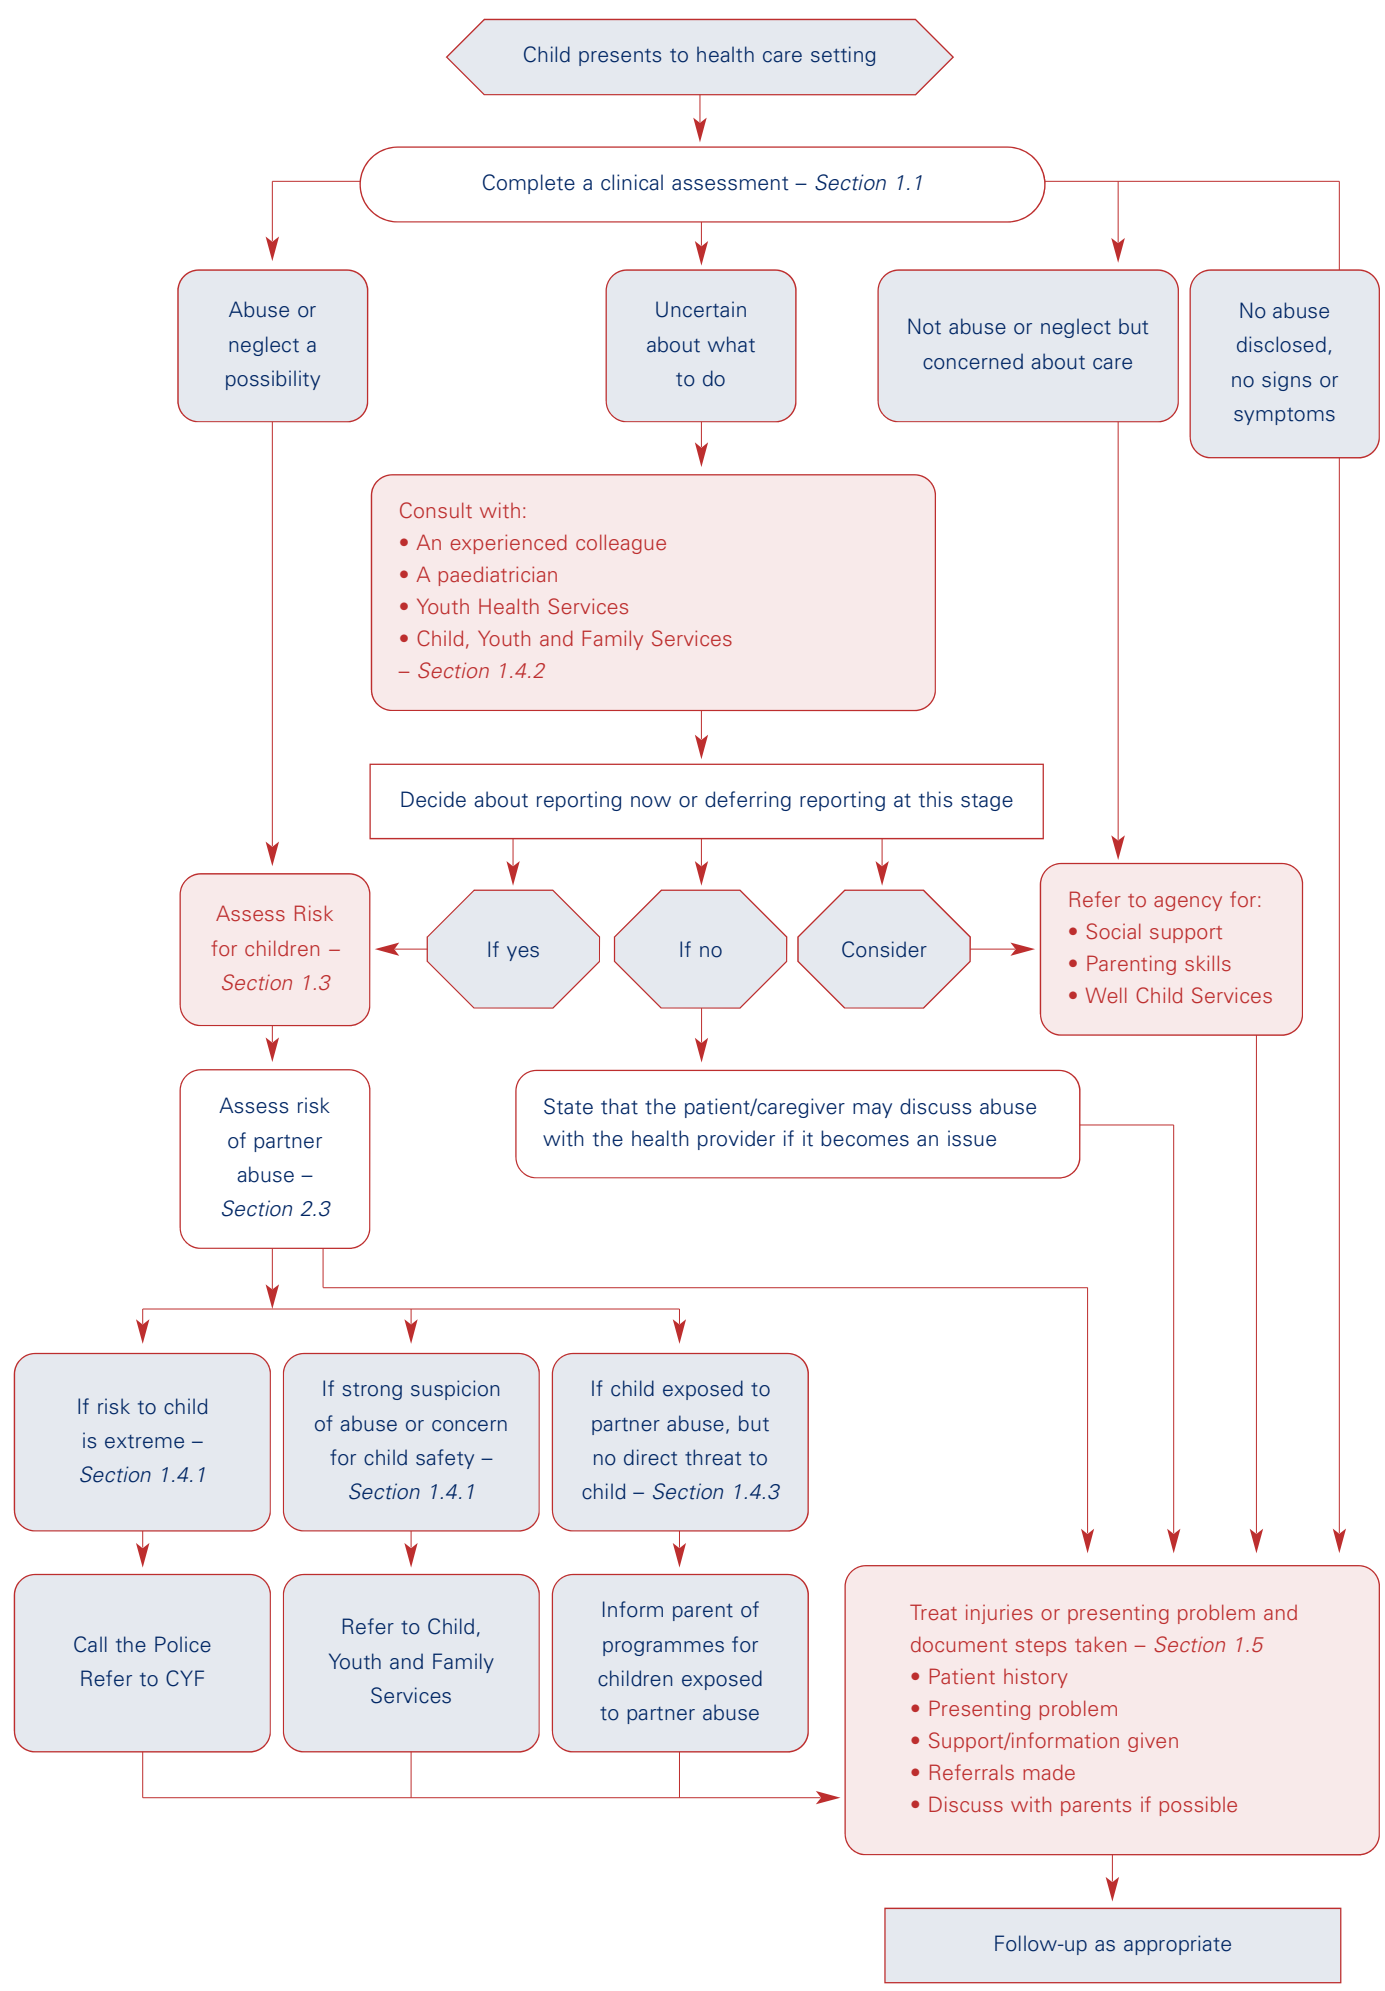 Child presents to health care setting
Complete a clinical assessment – Section 1.1
Abuse or
neglect a
possibility
Uncertain
about what
to do
Not abuse or neglect but
concerned about care
No abuse
disclosed,
no signs or
symptoms
Consult with:
• An experienced colleague
• A paediatrician
• Youth Health Services
• Child, Youth and Family Services
– Section 1.4.2
Decide about reporting now or deferring reporting at this stage
Assess Risk
for children –
Section 1.3
If yes
If no
Consider
Refer to agency for:
• Social support
• Parenting skills
• Well Child Services
Assess risk
of partner
abuse –
Section 2.3
State that the patient/caregiver may discuss abuse
with the health provider if it becomes an issue
If risk to child
is extreme –
Section 1.4.1
If strong suspicion
of abuse or concern
for child safety –
Section 1.4.1
If child exposed to
partner abuse, but
no direct threat to
child – Section 1.4.3
Call the Police
Refer to CYF
Refer to Child,
Youth and Family
Services
Inform parent of
programmes for
children exposed
to partner abuse
Treat injuries or presenting problem and
document steps taken – Section 1.5
• Patient history
• Presenting problem
• Support/information given
• Referrals made
• Discuss with parents if possible
Follow-up as appropriate